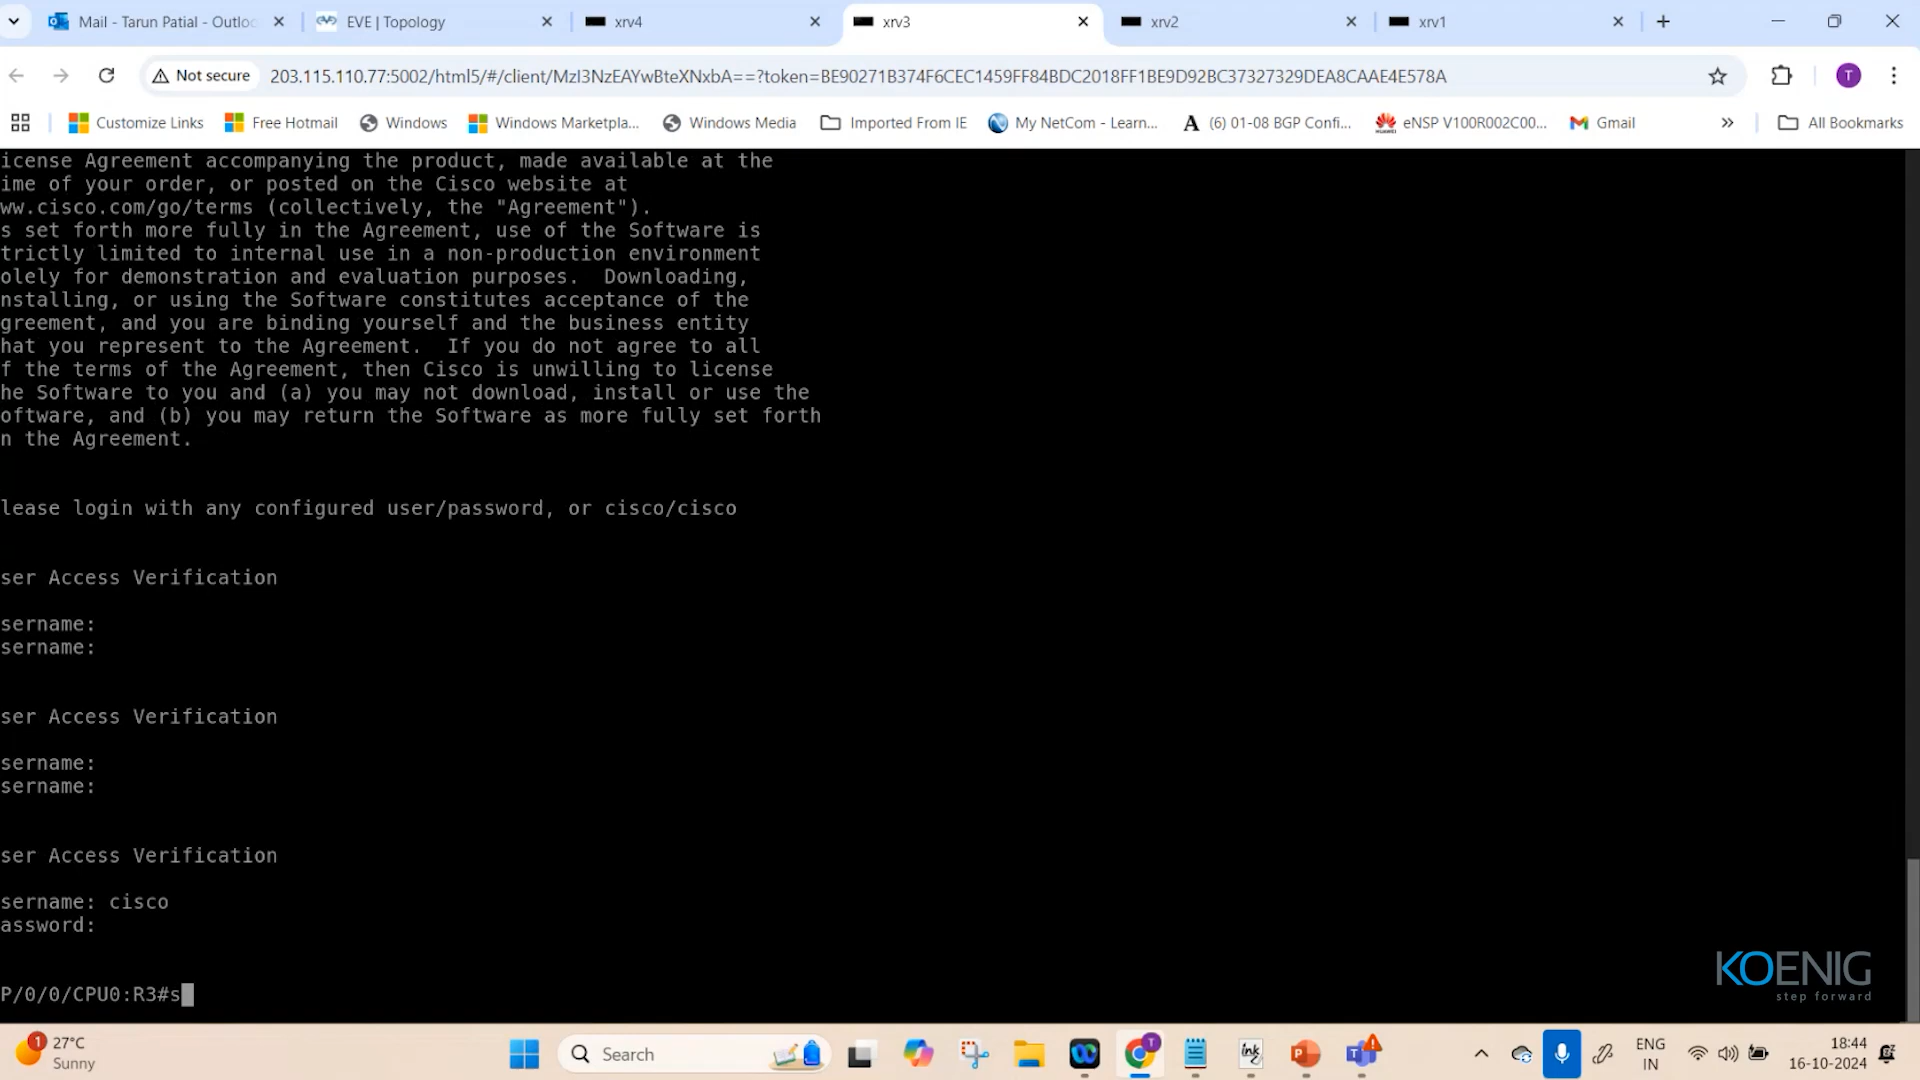 Mail - Tarun Patial - Outloo
EVE | Topology
xrv4
xrv3
xrv2
xrv1
Not secure
203.115.110.77:5002/html5/#/client/MzI3NzEAYwBteXNxbA==?token=BE90271B374F6CEC1459FF84BDC2018FF1BE9D92BC37327329DEA8CAAE4E578A
T
Customize Links
Free Hotmail
Windows
Windows Marketpla...
Windows Media
Imported From IE
My NetCom - Learn...
(6) 01-08 BGP Confi...
eNSP V100R002C00...
Gmail
All Bookmarks
icense Agreement accompanying the product, made available at the
ime of your order, or posted on the Cisco website at
ww.cisco.com/go/terms (collectively, the "Agreement").
s set forth more fully in the Agreement, use of the Software is
trictly limited to internal use in a non-production environment
olely for demonstration and evaluation purposes.  Downloading,
nstalling, or using the Software constitutes acceptance of the
greement, and you are binding yourself and the business entity
hat you represent to the Agreement.  If you do not agree to all
f the terms of the Agreement, then Cisco is unwilling to license
he Software to you and (a) you may not download, install or use the
oftware, and (b) you may return the Software as more fully set forth
n the Agreement.
lease login with any configured user/password, or cisco/cisco
ser Access Verification
sername:
sername:
ser Access Verification
sername:
sername:
ser Access Verification
sername: cisco
assword:
P/0/0/CPU0:R3#s
KOENIG
step forward
1
27°C
Sunny
Search
ENG
IN
18:44
16-10-2024